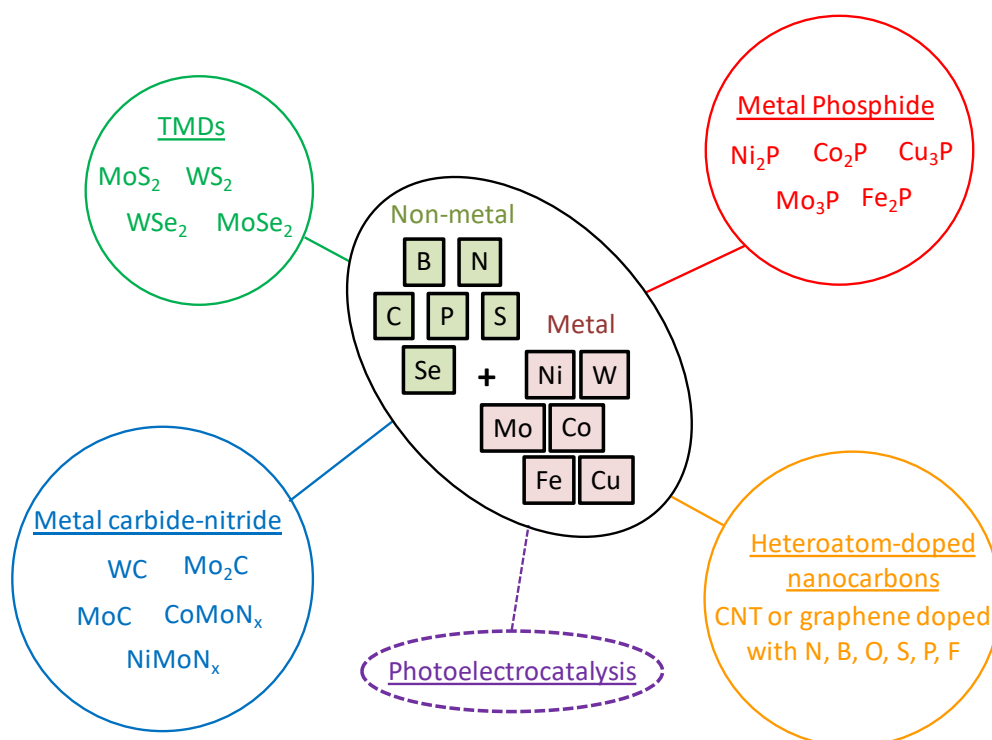 TMDs
MoS₂ WS₂
WSe₂ MoSe₂
Metal Phosphide
Ni₂P Co₂P Cu₃P
Mo₃P Fe₂P
Non-metal
B N
C P S
Se
+
Metal
Ni W
Mo Co
Fe Cu
Metal carbide-nitride
WC Mo₂C
MoC CoMoNₓ
NiMoNₓ
Photoelectrocatalysis
Heteroatom-doped
nanocarbons
CNT or graphene doped
with N, B, O, S, P, F